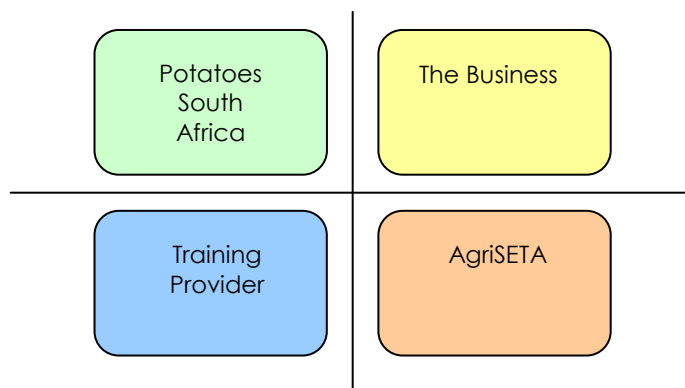 Potatoes
South
Africa
The Business
Training
Provider
AgriSETA